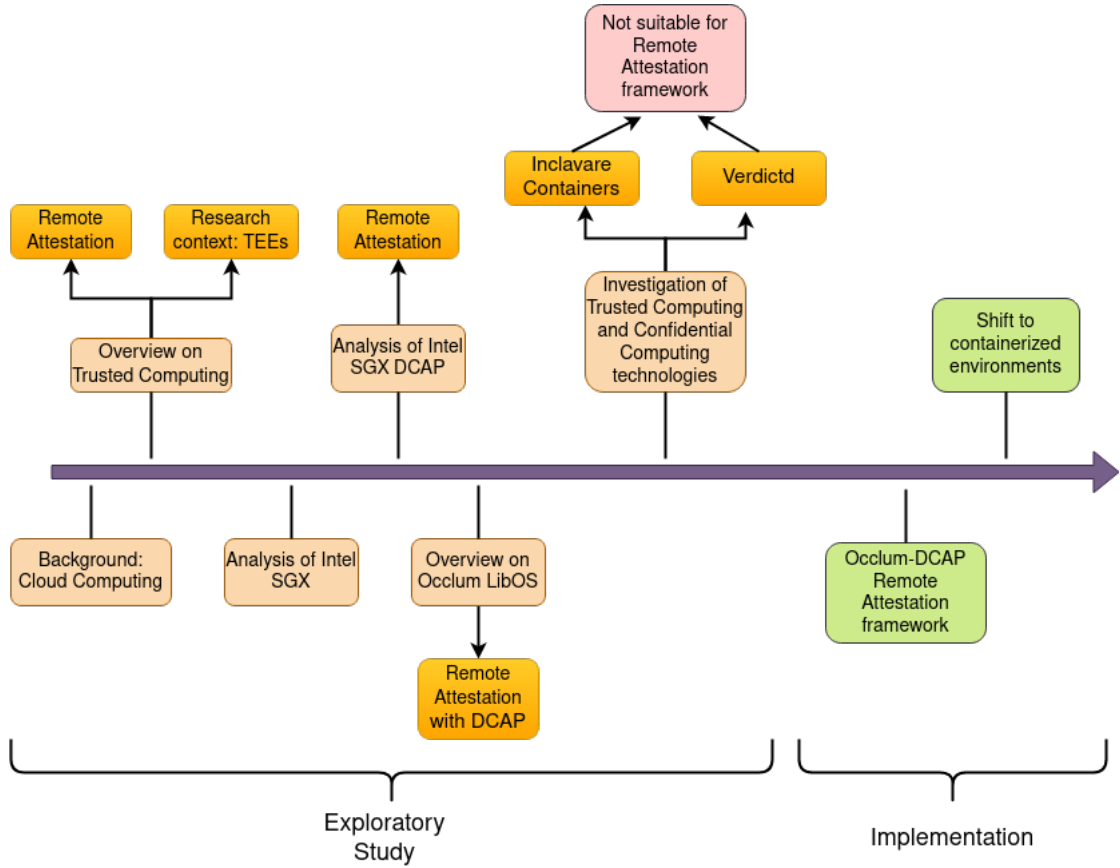 Not suitable for
Remote
Attestation
framework
Inclavare
Containers
Verdictd
Remote
Attestation
Research
context: TEEs
Remote
Attestation
Overview on
Trusted Computing
Analysis of Intel
SGX DCAP
Investigation of
Trusted Computing
and Confidential
Computing
technologies
Shift to
containerized
environments
Background:
Cloud Computing
Analysis of Intel
SGX
Overview on
Occlum LibOS
Occlum-DCAP
Remote
Attestation
framework
Remote
Attestation
with DCAP
Exploratory
Study
Implementation